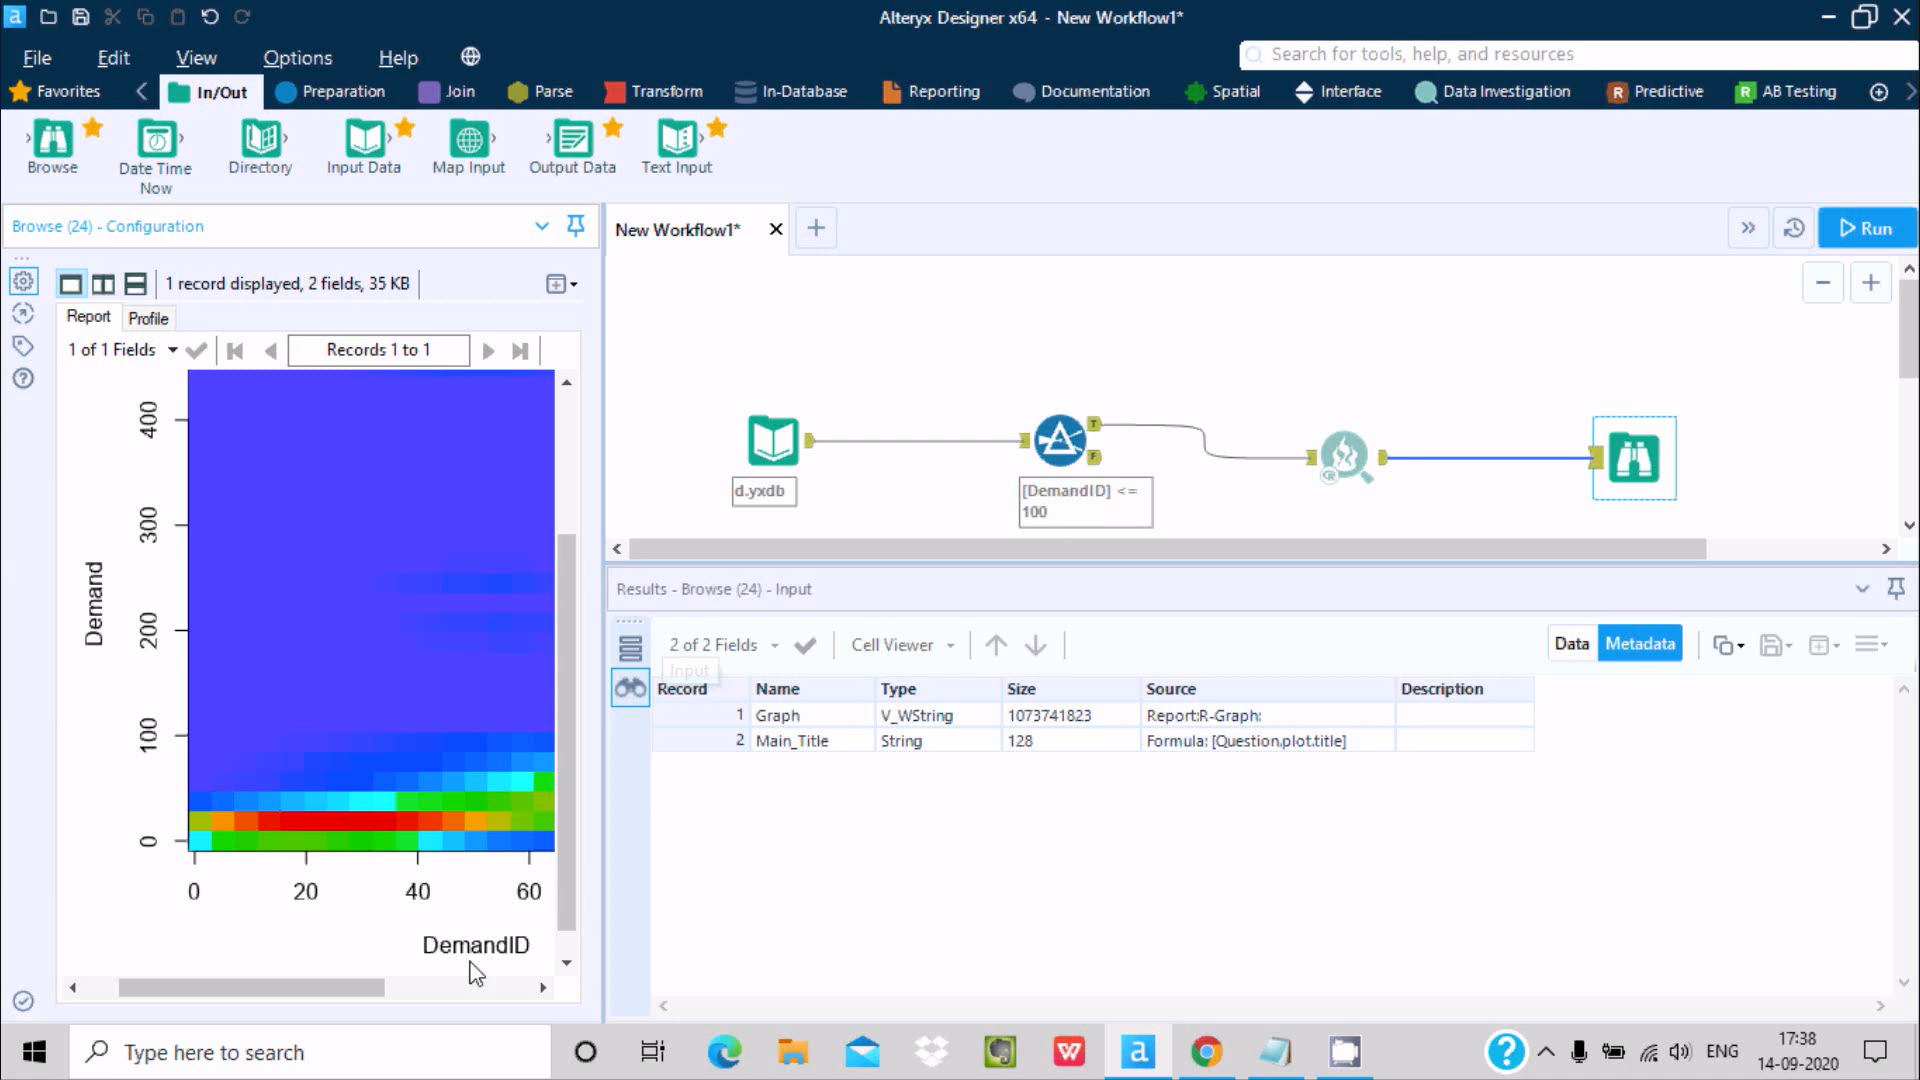 Alteryx Designer x64 - New Workflow1*
File Edit View Options Help
Search for tools, help, and resources
Favorites In/Out Preparation Join Parse Transform In-Database Reporting Documentation Spatial Interface Data Investigation Predictive AB Testing
Browse Date Time Now Directory Input Data Map Input Output Data Text Input
Browse (24) - Configuration
New Workflow1*
Run
1 record displayed, 2 fields, 35 KB
Report Profile
1 of 1 Fields Records 1 to 1
400
300
200
100
0
Demand
0 20 40 60
DemandID
d.yxdb
T
F
[DemandID] <=
100
R
Results - Browse (24) - Input
2 of 2 Fields Cell Viewer Data Metadata
Input
Record Name Type Size Source Description
1 Graph V_WString 1073741823 Report:R-Graph:
2 Main_Title String 128 Formula: [Question.plot.title]
Type here to search
ENG
17:38
14-09-2020